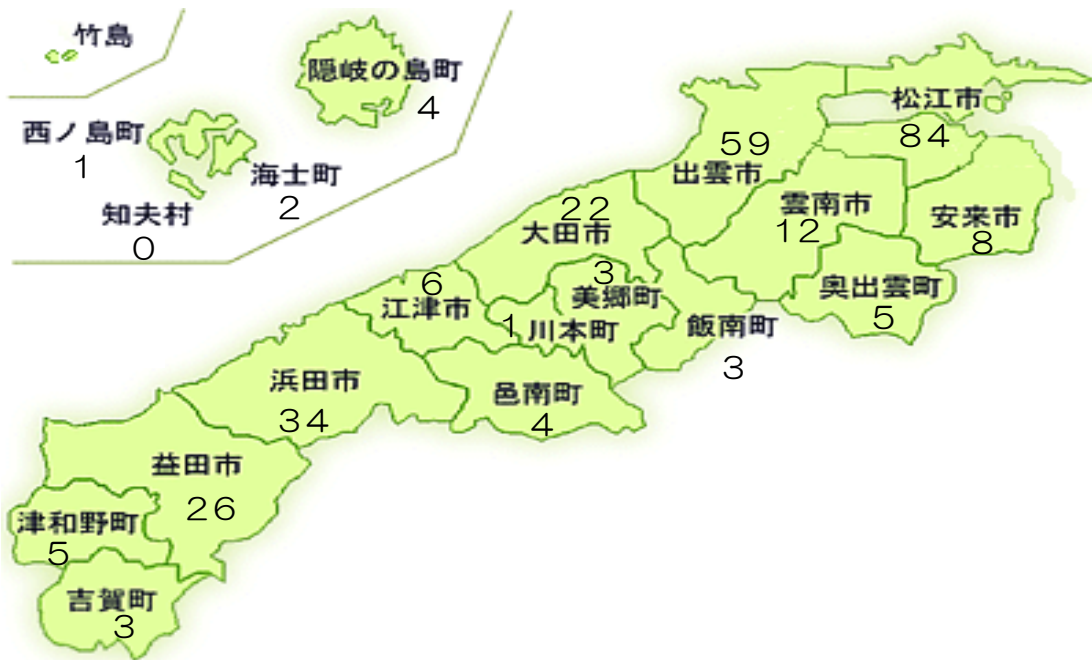 竹島
隠岐の島町
4
西ノ島町
1
海士町
2
知夫村
0
松江市
84
59
出雲市
雲南市
12
安来市
8
22
大田市
奥出雲町
5
3
美郷町
6
江津市
1
川本町
飯南町
3
浜田市
34
邑南町
4
益田市
26
津和野町
5
吉賀町
3